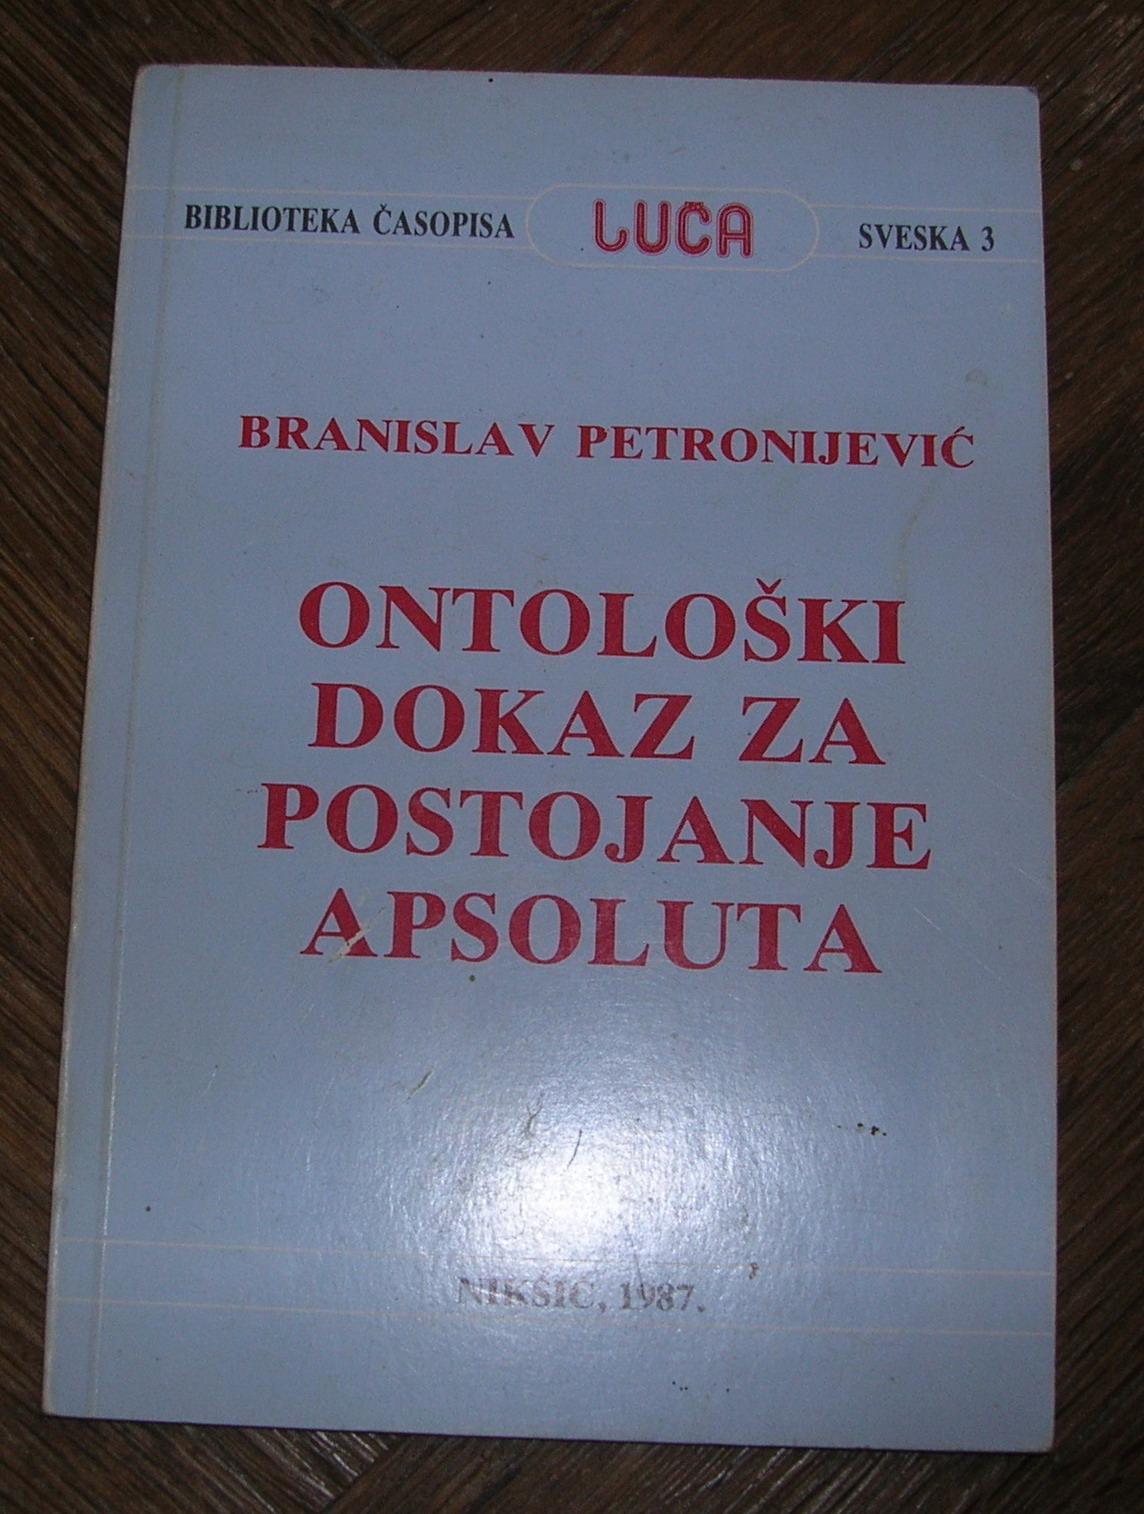 BIBLIOTEKA ČASOPISA LUČA SVESKA 3
BRANISLAV PETRONIJEVIĆ
ONTOLOŠKI
DOKAZ ZA
POSTOJANJE
APSOLUTA
NIKŠIĆ, 1987.